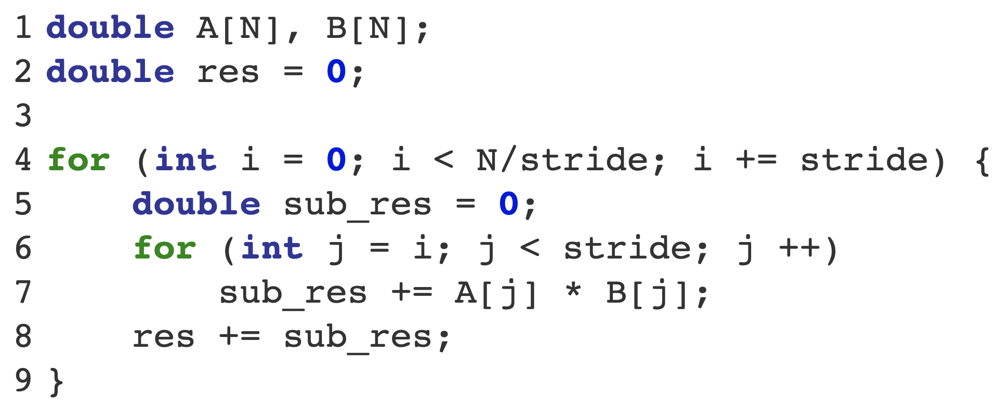 1 double A[N], B[N];
2 double res = 0;
3
4 for (int i = 0; i < N/stride; i += stride) {
5     double sub_res = 0;
6     for (int j = i; j < stride; j ++)
7         sub_res += A[j] * B[j];
8     res += sub_res;
9 }